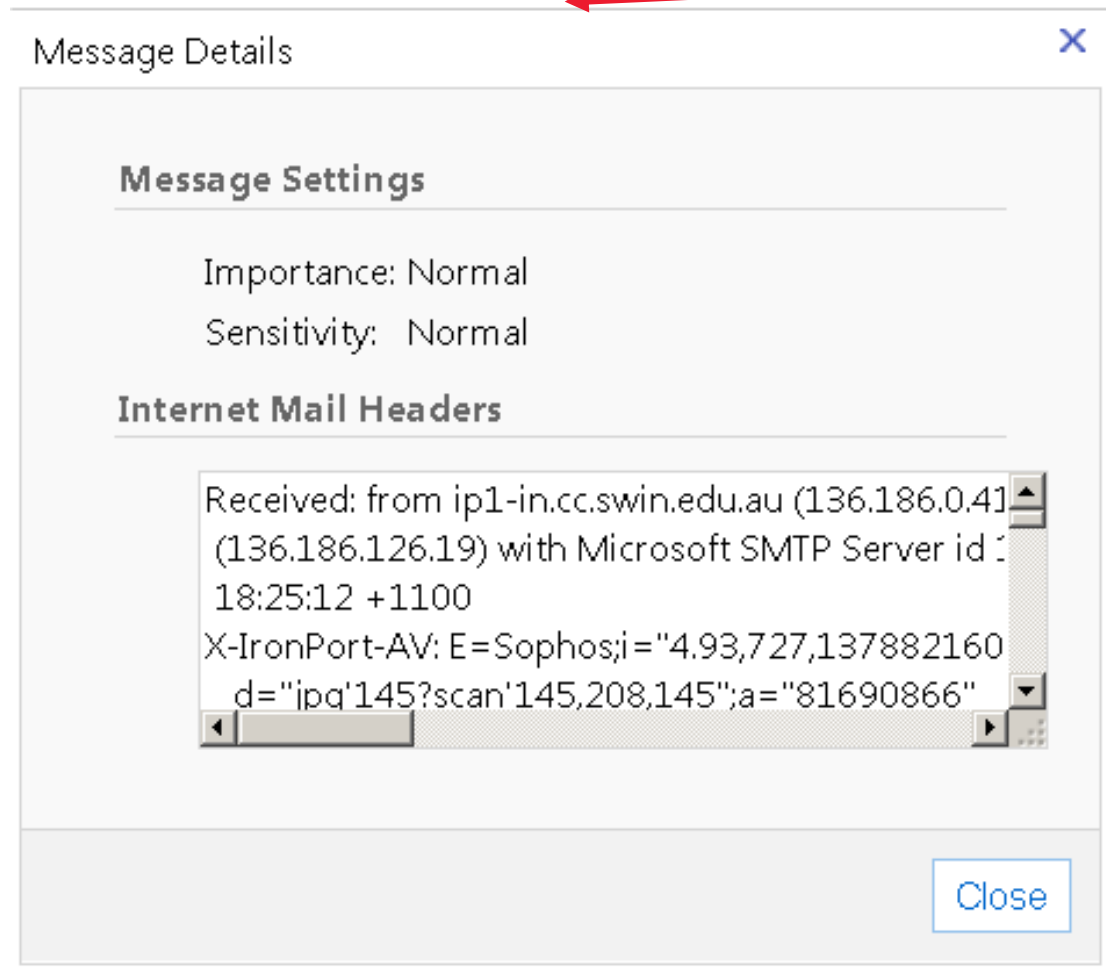 Message Details
Message Settings
Importance: Normal
Sensitivity: Normal
Internet Mail Headers
Received: from ip1-in.cc.swin.edu.au (136.186.0.41
(136.186.126.19) with Microsoft SMTP Server id 1
18:25:12 +1100
X-IronPort-AV: E=Sophos;i="4.93,727,137882160
d="jpg'145?scan'145,208,145";a="81690866"
Close